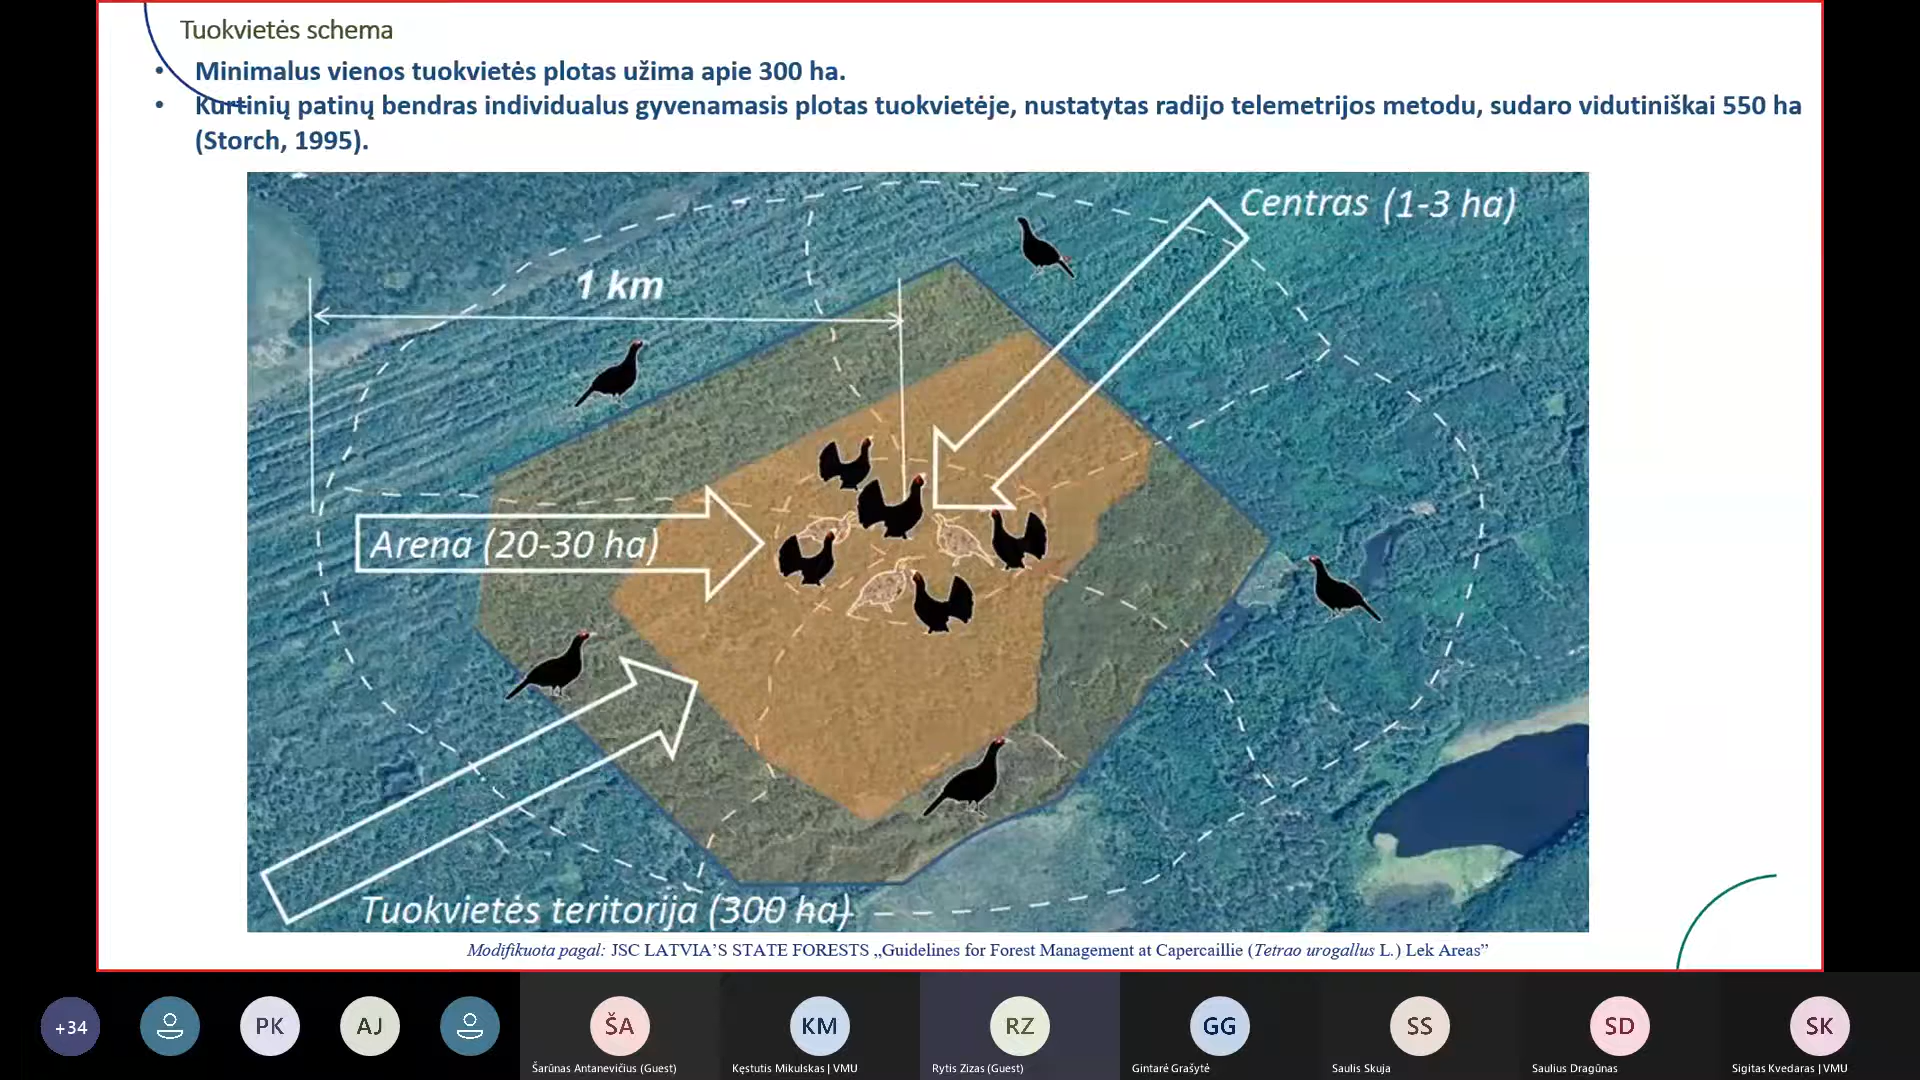 Tuokvietės schema
• Minimalus vienos tuokvietės plotas užima apie 300 ha.
• Kurtinių patinų bendras individualus gyvenamasis plotas tuokvietėje, nustatytas radijo telemetrijos metodu, sudaro vidutiniškai 550 ha
(Storch, 1995).
Centras (1-3 ha)
1 km
Arena (20-30 ha)
Tuokvietės teritorija (300 ha)
Modifikuota pagal: JSC LATVIA'S STATE FORESTS „Guidelines for Forest Management at Capercaillie (Tetrao urogallus L.) Lek Areas”
+34
PK
AJ
ŠA
KM
RZ
GG
SS
SD
SK
Šarūnas Antanevičius (Guest)
Kęstutis Mikulskas | VMU
Rytis Zizas (Guest)
Gintarė Grašytė
Saulis Skuja
Saulius Dragūnas
Sigitas Kvedaras | VMU